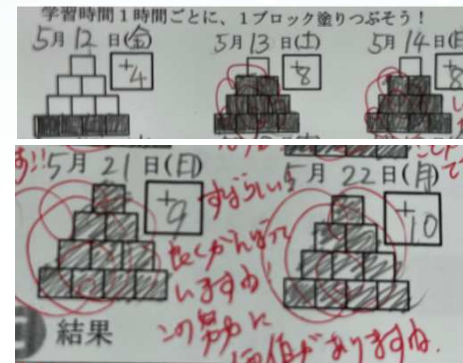 学習時間1時間ごとに、1ブロック塗りつぶそう!
5月12日(金) 5月13日(土) 5月14日(日
+4 +8 +8
す!!5月21日(日) 5月22日(月)
+9 +10
すばらしい!
良くがんばって
いますね!
この努力に
価値がありますね。
結果